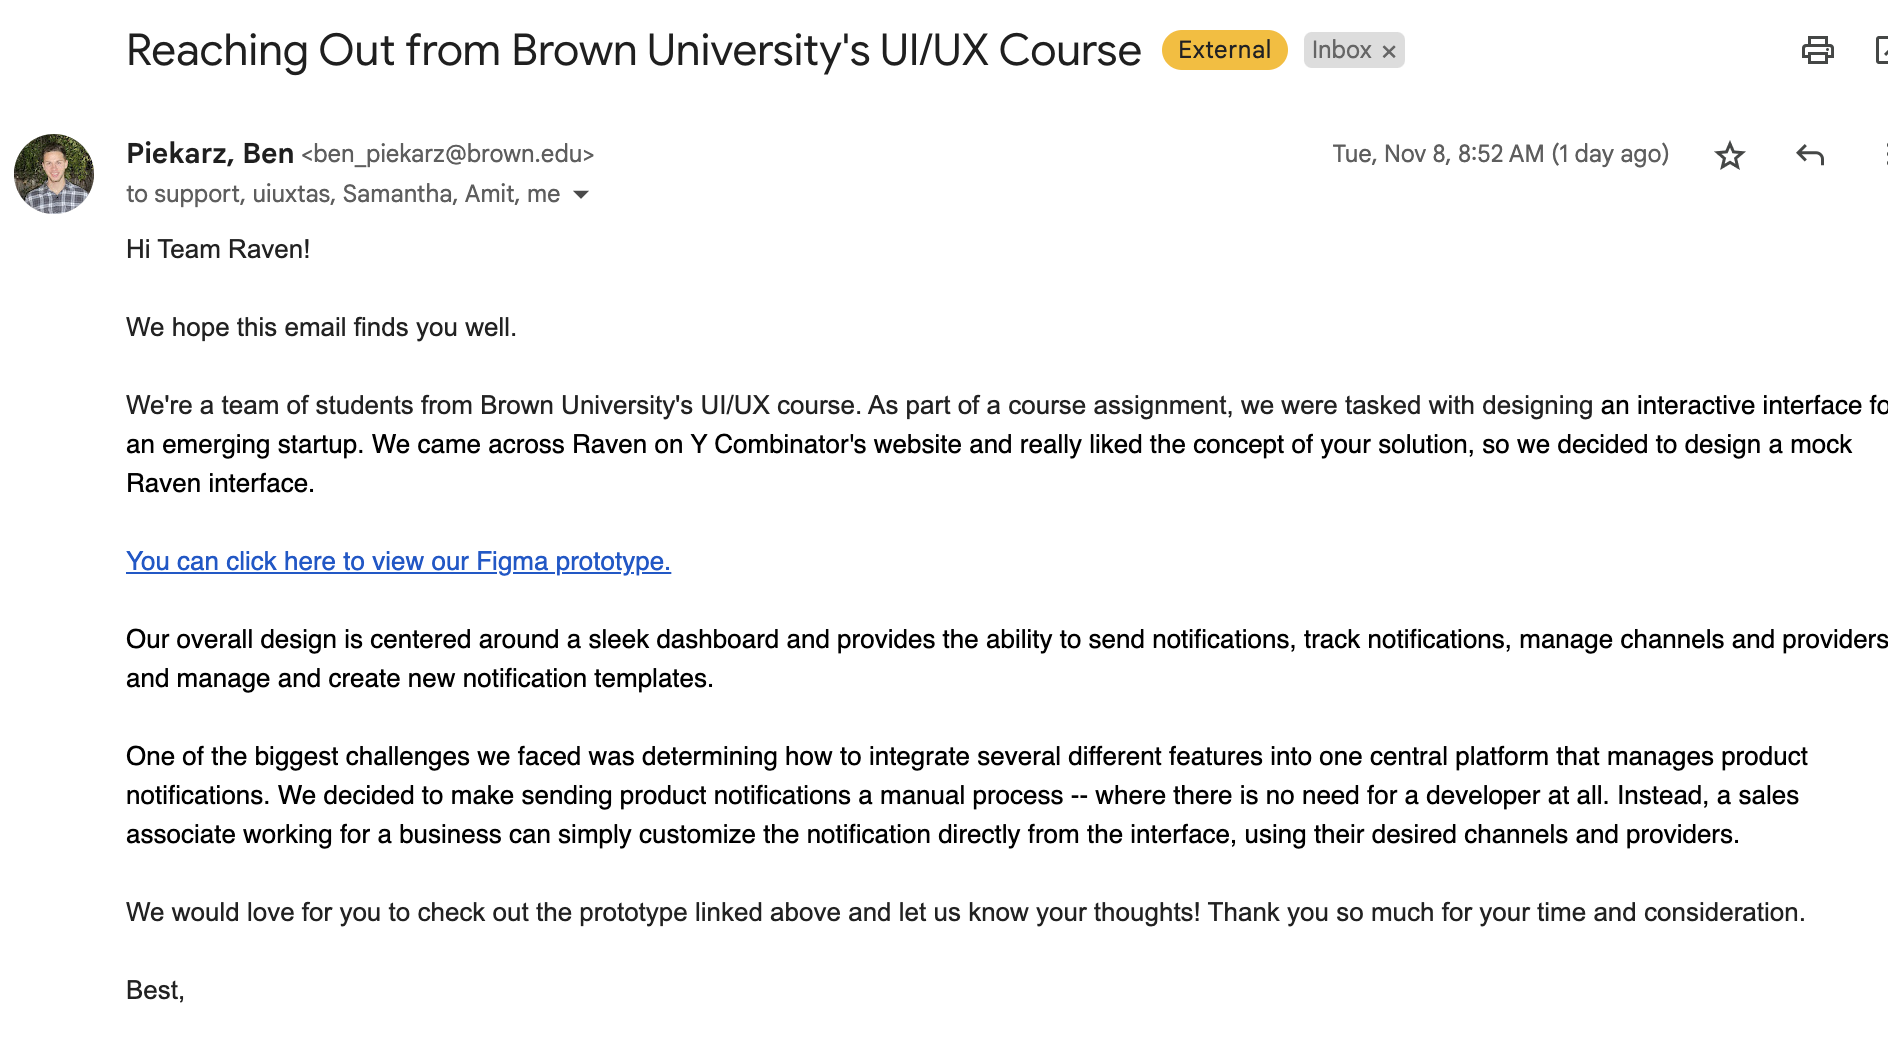 Reaching Out from Brown University's UI/UX Course External Inbox ×
Piekarz, Ben <ben_piekarz@brown.edu> Tue, Nov 8, 8:52 AM (1 day ago)
to support, uiuxtas, Samantha, Amit, me
Hi Team Raven!
We hope this email finds you well.
We're a team of students from Brown University's UI/UX course. As part of a course assignment, we were tasked with designing an interactive interface fo
an emerging startup. We came across Raven on Y Combinator's website and really liked the concept of your solution, so we decided to design a mock
Raven interface.
You can click here to view our Figma prototype.
Our overall design is centered around a sleek dashboard and provides the ability to send notifications, track notifications, manage channels and providers
and manage and create new notification templates.
One of the biggest challenges we faced was determining how to integrate several different features into one central platform that manages product
notifications. We decided to make sending product notifications a manual process -- where there is no need for a developer at all. Instead, a sales
associate working for a business can simply customize the notification directly from the interface, using their desired channels and providers.
We would love for you to check out the prototype linked above and let us know your thoughts! Thank you so much for your time and consideration.
Best,